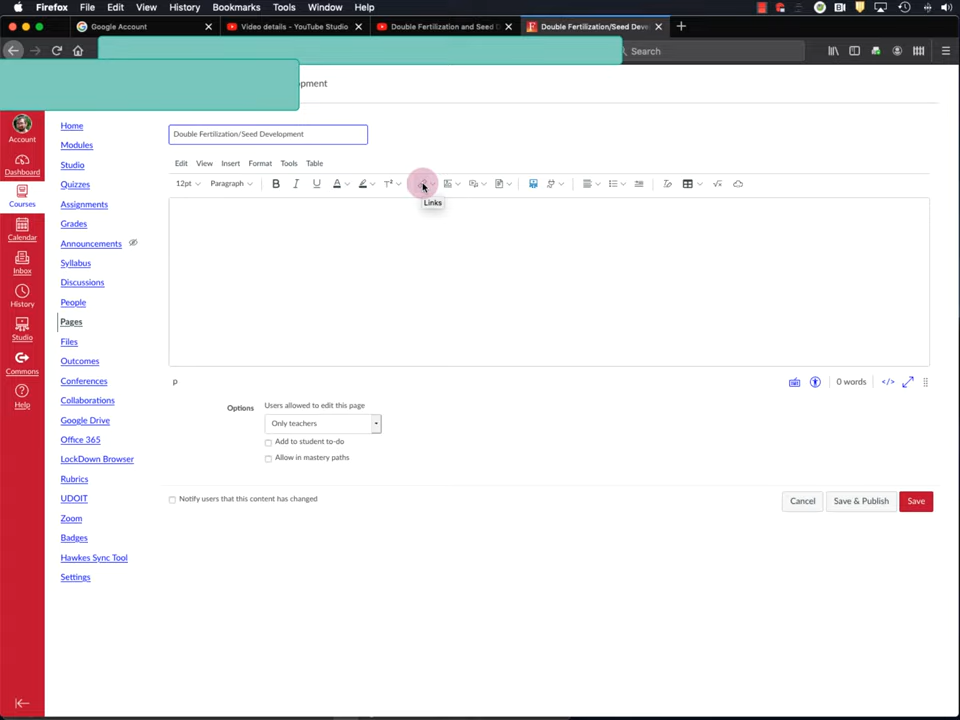 Firefox File Edit View History Bookmarks Tools Window Help
Google Account
Video details - YouTube Studio
Double Fertilization and Seed D
Double Fertilization/Seed Deve
Search
opment
Account
Dashboard
Courses
Calendar
Inbox
History
Studio
Commons
Help
Home
Modules
Studio
Quizzes
Assignments
Grades
Announcements
Syllabus
Discussions
People
Pages
Files
Outcomes
Conferences
Collaborations
Google Drive
Office 365
LockDown Browser
Rubrics
UDOIT
Zoom
Badges
Hawkes Sync Tool
Settings
Double Fertilization/Seed Development
Edit View Insert Format Tools Table
12pt Paragraph B I U A T²
Links
p
0 words </>
Options
Users allowed to edit this page
Only teachers
Add to student to-do
Allow in mastery paths
Notify users that this content has changed
Cancel Save & Publish Save